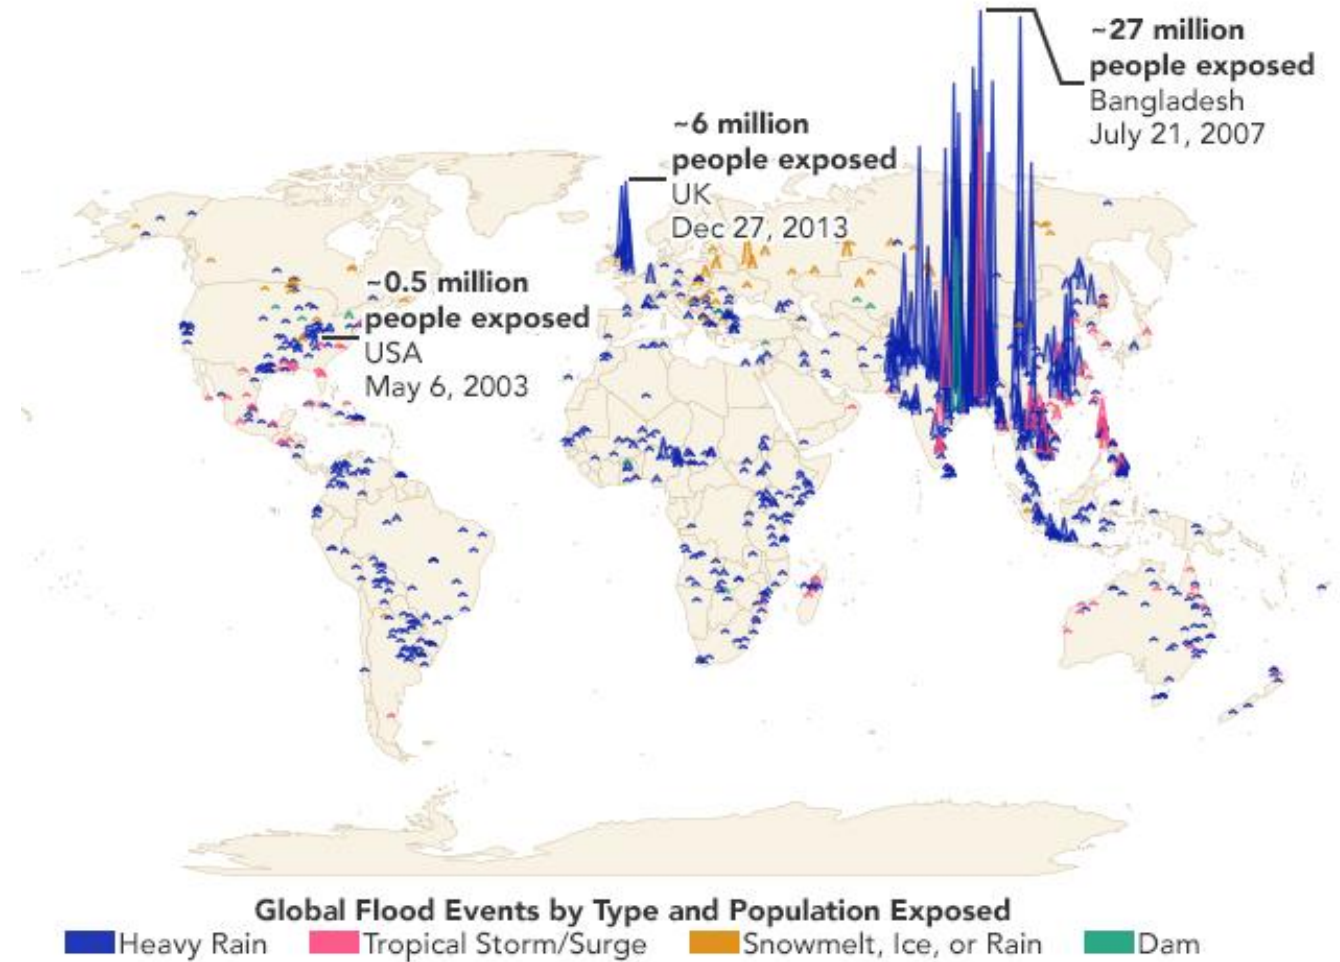 ~27 million
people exposed
Bangladesh
July 21, 2007
~6 million
people exposed
UK
Dec 27, 2013
~0.5 million
people exposed
USA
May 6, 2003
Global Flood Events by Type and Population Exposed
Heavy Rain Tropical Storm/Surge Snowmelt, Ice, or Rain Dam